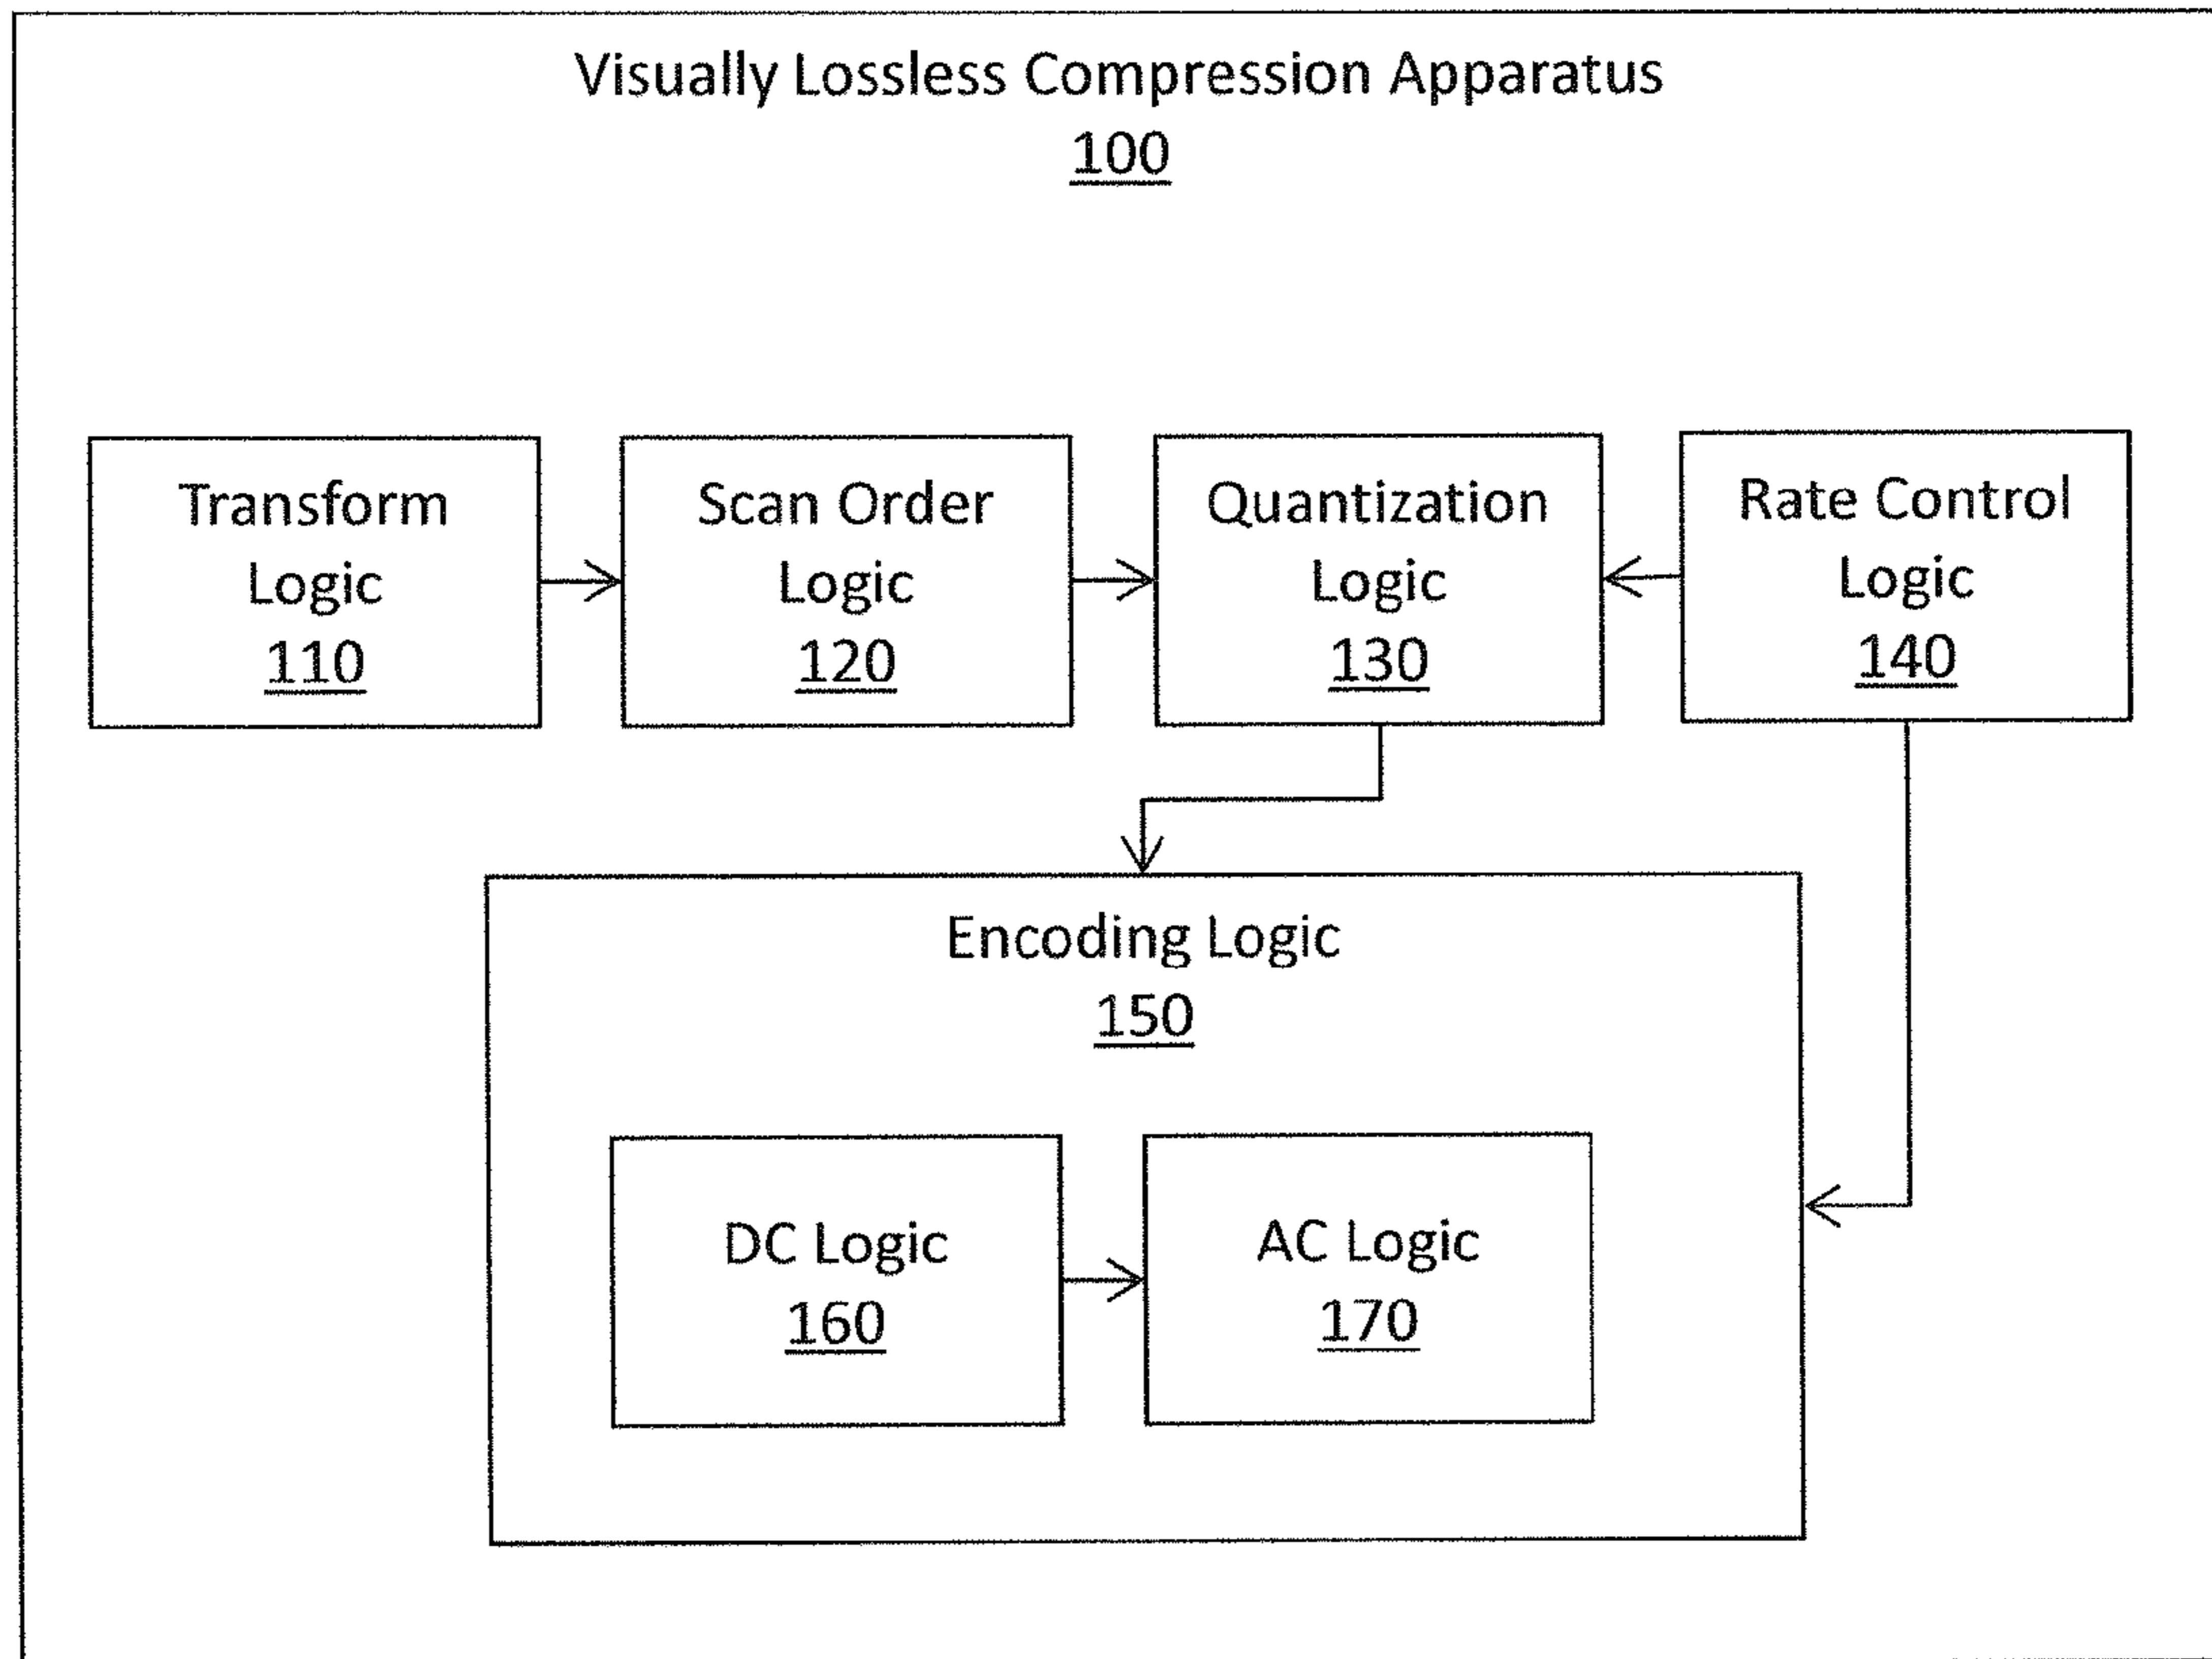 Visually Lossless Compression Apparatus
100
Transform
Logic
110
Scan Order
Logic
120
Quantization
Logic
130
Rate Control
Logic
140
Encoding Logic
150
DC Logic
160
AC Logic
170